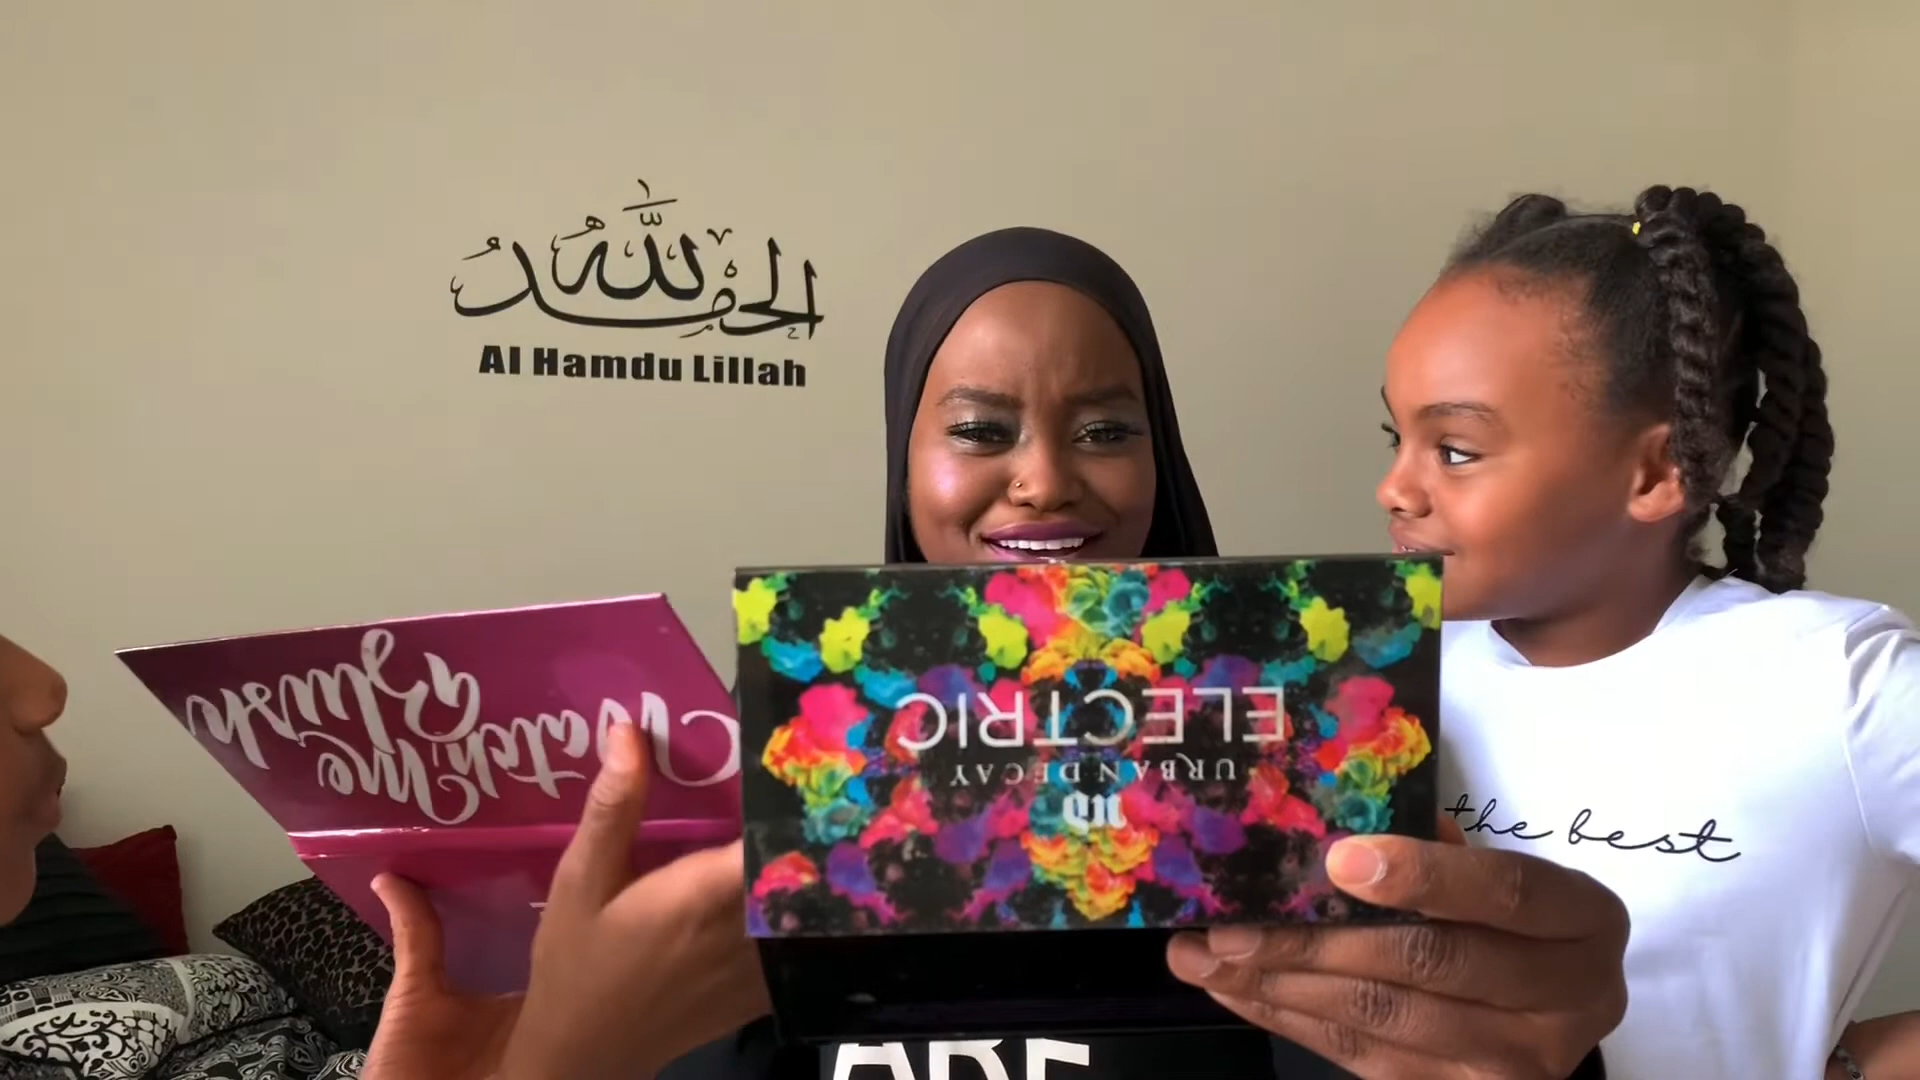 الحمد لله
Al Hamdu Lillah
Watch me
a Blush
ELECTRIC
URBAN DECAY
UD
the best
ARE